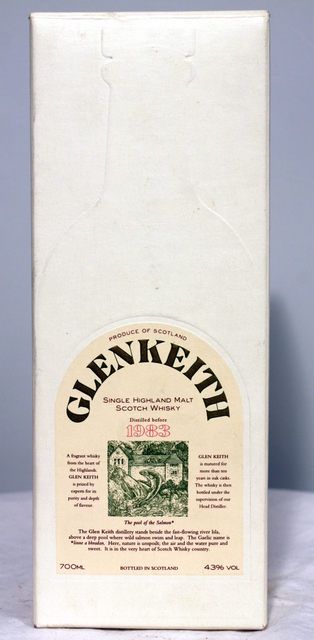 PRODUCE OF SCOTLAND
GLENKEITH
SINGLE HIGHLAND MALT
SCOTCH WHISKY
Distilled before
1983
A fragrant whisky
from the heart of
the Highlands.
GLEN KEITH
is prized by
experts for its
purity and depth
of flavour.
GLEN KEITH
is matured for
more than ten
years in oak casks.
The whisky is then
bottled under the
supervision of our
Head Distiller.
The pool of the Salmon*
The Glen Keith distillery stands beside the fast-flowing river Isla,
above a deep pool where wild salmon swim and leap. The Gaelic name is
*linne a bhradan. Here, nature is unspoilt, the air and the water pure and
sweet. It is in the very heart of Scotch Whisky country.
700ML
BOTTLED IN SCOTLAND
43% VOL